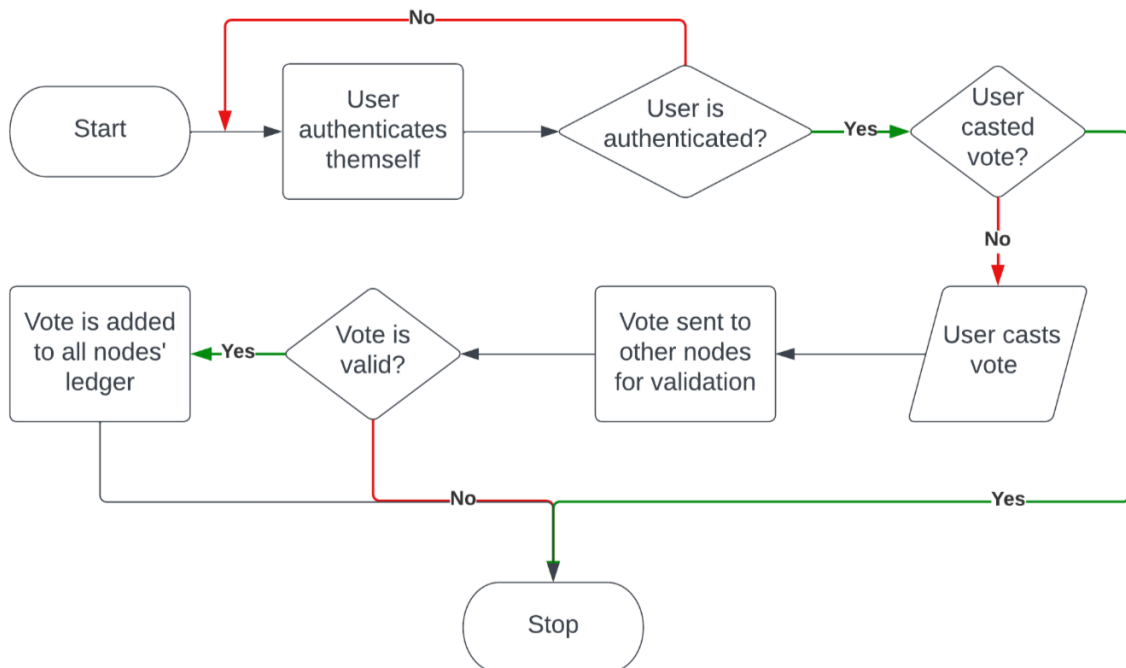 No
Start
User
authenticates
themself
User is
authenticated?
Yes
User
casted
vote?
No
Vote is added
to all nodes'
ledger
Yes
Vote is
valid?
Vote sent to
other nodes
for validation
User casts
vote
No
Yes
Stop